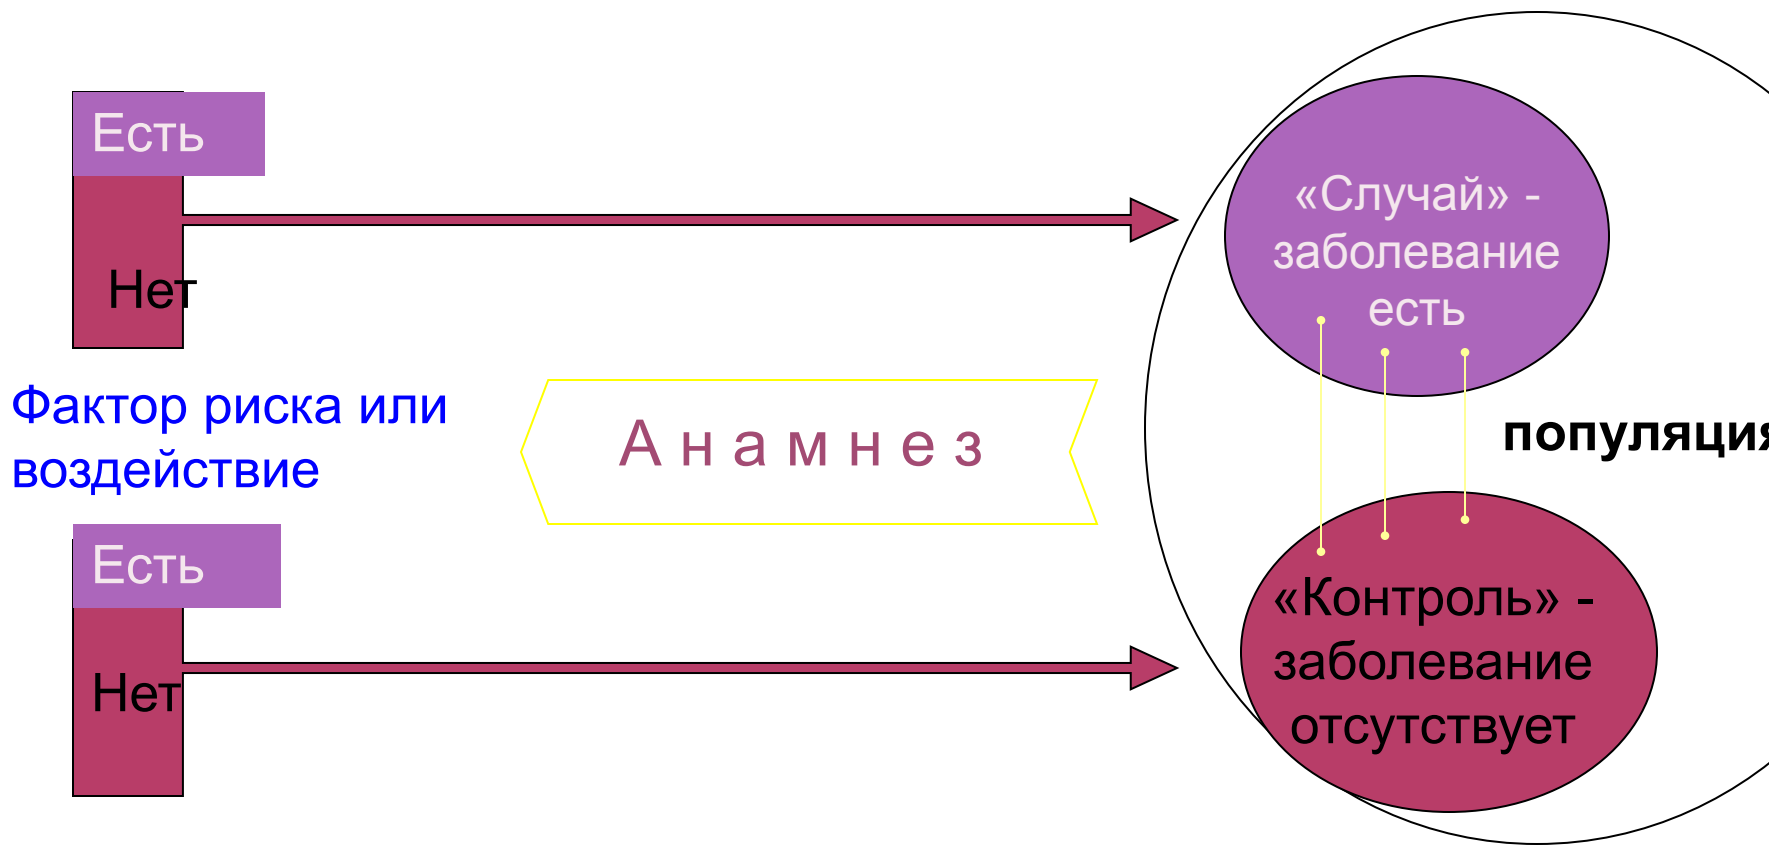 Есть
Нет
Фактор риска или
воздействие
Есть
Нет
А н а м н е з
«Случай» -
заболевание
есть
популяция
«Контроль» -
заболевание
отсутствует